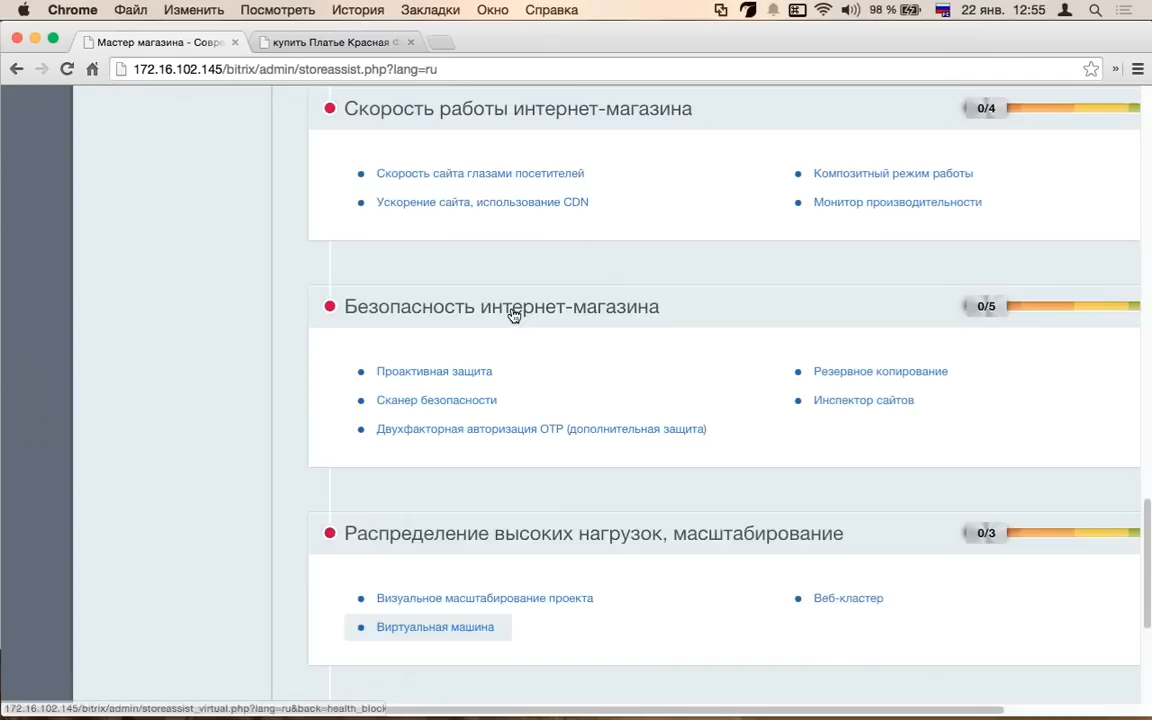 Chrome Файл Изменить Посмотреть История Закладки Окно Справка 98 % 22 янв. 12:55
Мастер магазина - Совре купить Платье Красная Ф
172.16.102.145/bitrix/admin/storeassist.php?lang=ru
Скорость работы интернет-магазина 0/4
Скорость сайта глазами посетителей Композитный режим работы
Ускорение сайта, использование CDN Монитор производительности
Безопасность интернет-магазина 0/5
Проактивная защита Резервное копирование
Сканер безопасности Инспектор сайтов
Двухфакторная авторизация OTP (дополнительная защита)
Распределение высоких нагрузок, масштабирование 0/3
Визуальное масштабирование проекта Веб-кластер
Виртуальная машина
172.16.102.145/bitrix/admin/storeassist_virtual.php?lang=ru&back=health_block